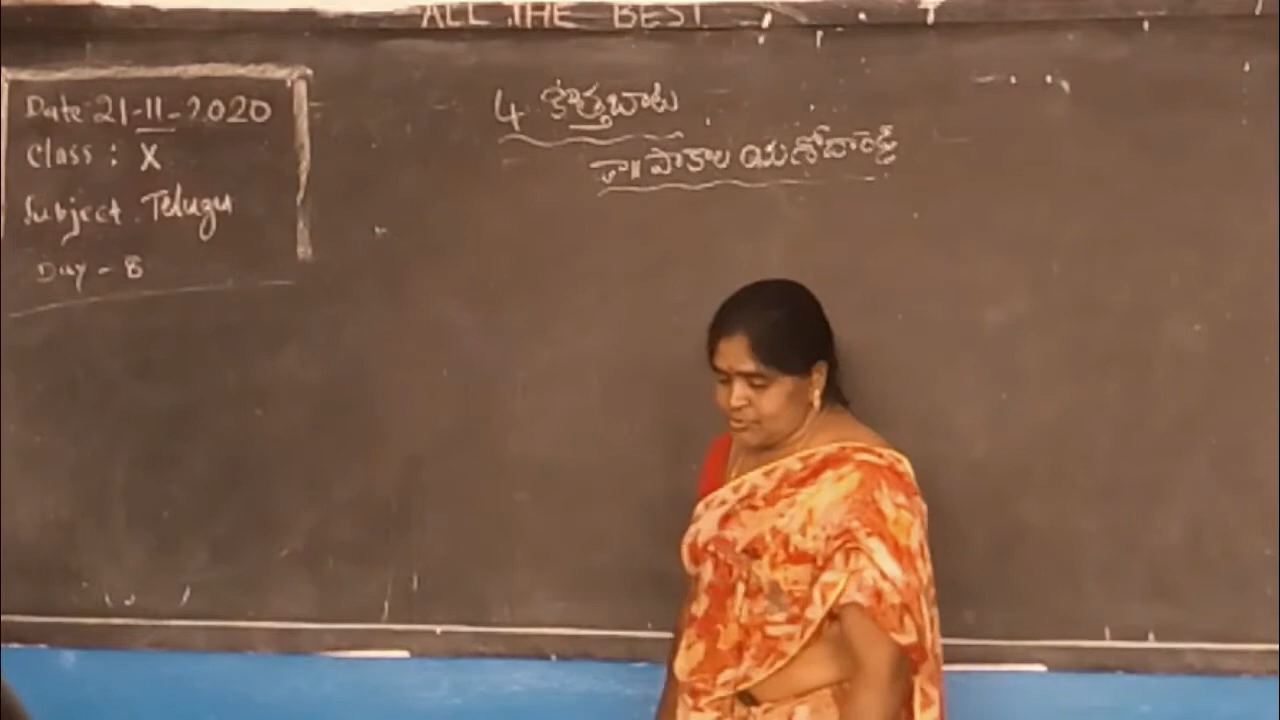 ALL THE BEST
Date 21-11-2020
Class : X
Subject. Telugu
Day - 8
4 కొత్తబాట
డా|| పాకాల యశోదారెడ్డి